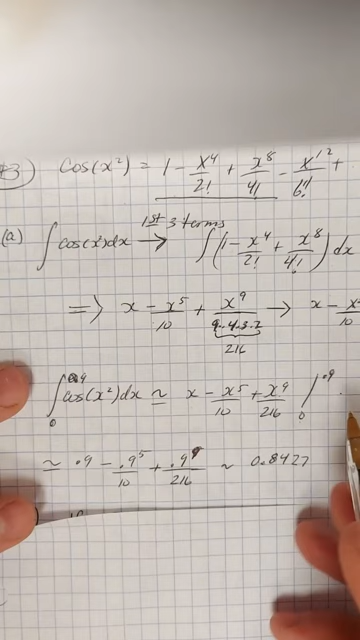 #3) cos(x²) = 1 - x⁴/2! + x⁸/4! - x¹²/6! +
1st 3 terms
(a) ∫ cos(x²)dx → ∫(1 - x⁴/2! + x⁸/4!) dx
⇒ x - x⁵/10 + x⁹/(9·4·3·2) → x - x
216
10
∫₀^0.9 cos(x²)dx ≃ x - x⁵/10 + x⁹/216 |₀^.9
≃ .9 - .9⁵/10 + .9⁹/216 ~ 0.8427